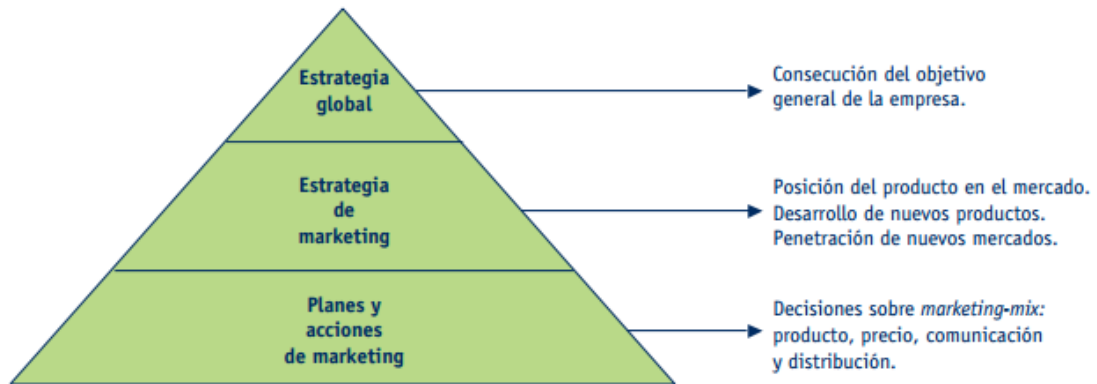 Estrategia
global
Consecución del objetivo
general de la empresa.
Estrategia
de
marketing
Posición del producto en el mercado.
Desarrollo de nuevos productos.
Penetración de nuevos mercados.
Planes y
acciones
de marketing
Decisiones sobre marketing-mix:
producto, precio, comunicación
y distribución.